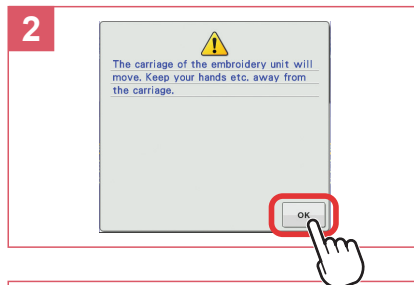 2
The carriage of the embroidery unit will
move. Keep your hands etc. away from
the carriage.
OK